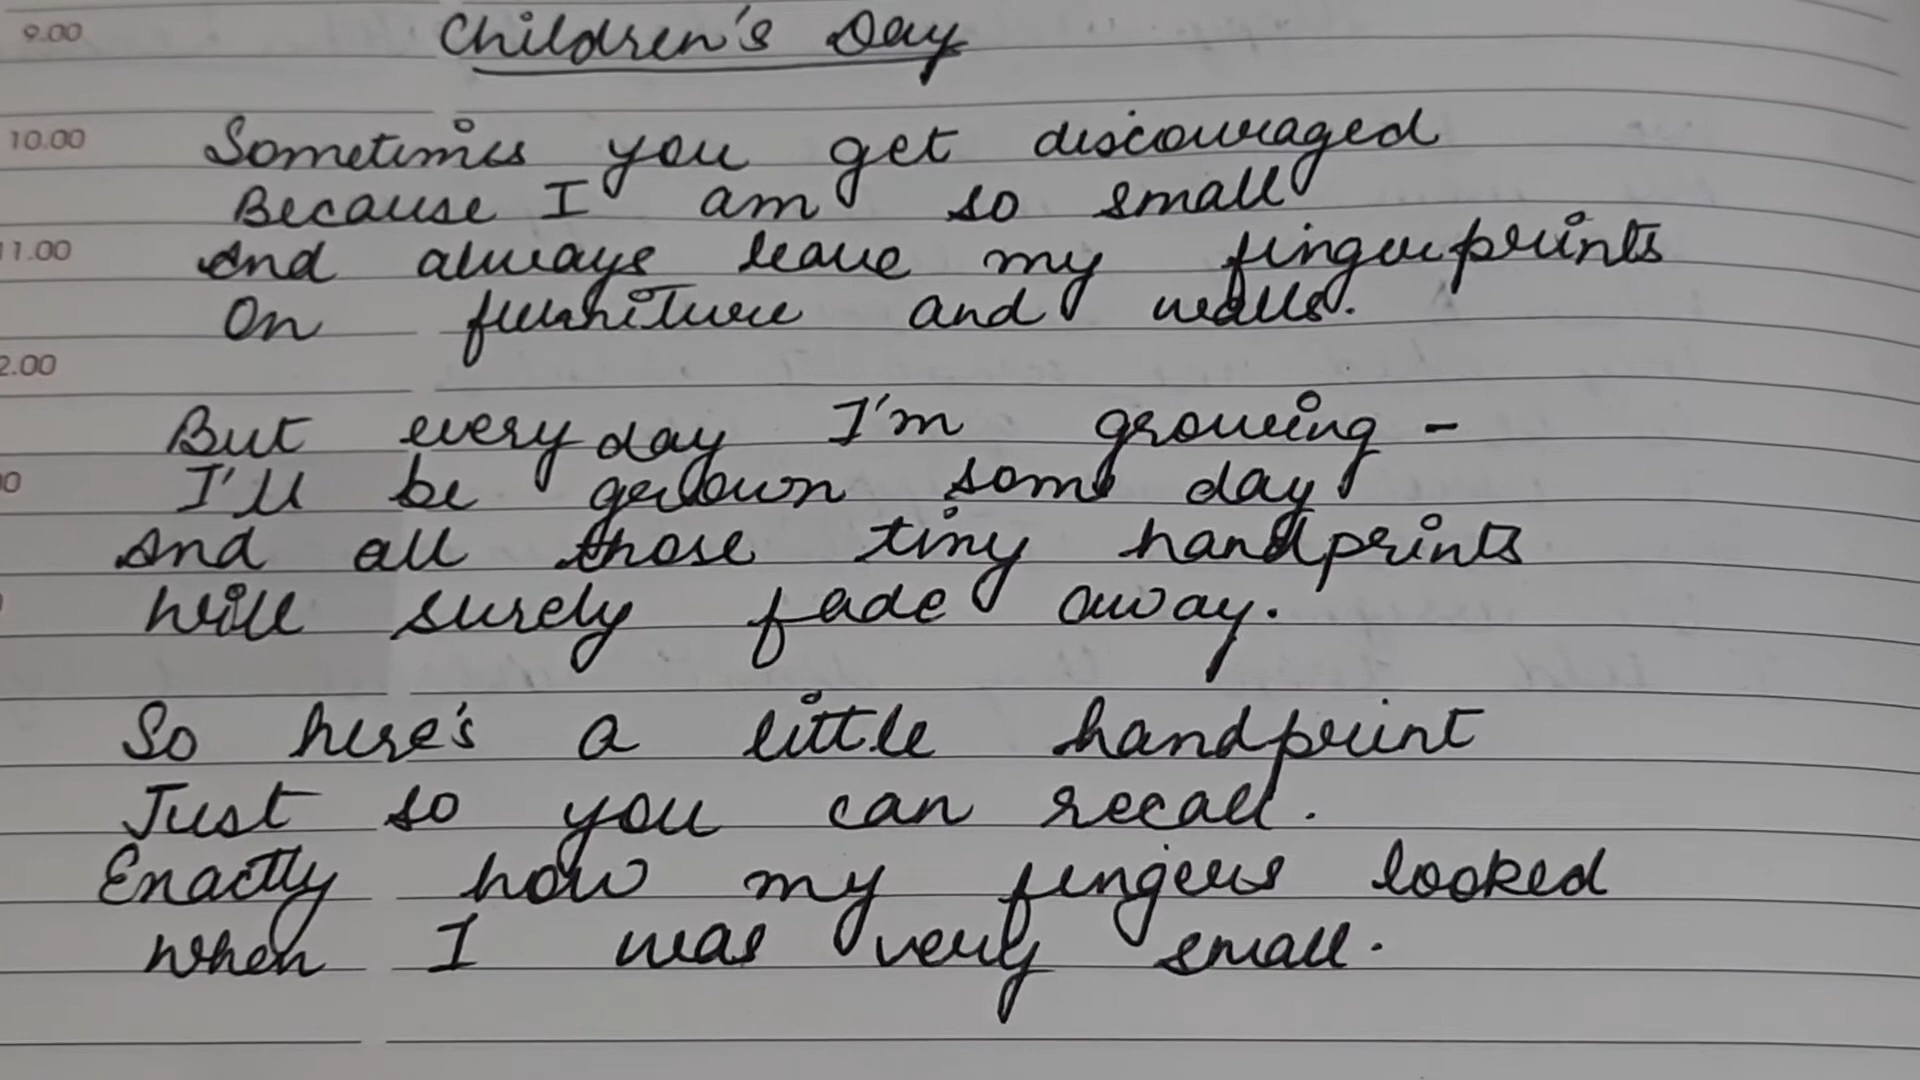 9.00
Children's Day
10.00
Sometimes you get discouraged
Because I am so small
11.00
And always leave my fingerprints
On furniture and walls.
2.00
But every day I'm growing -
I'll be grown some day
And all those tiny handprints
Will surely fade away.
So here's a little handprint
Just so you can recall.
Exactly how my fingers looked
When I was very small.